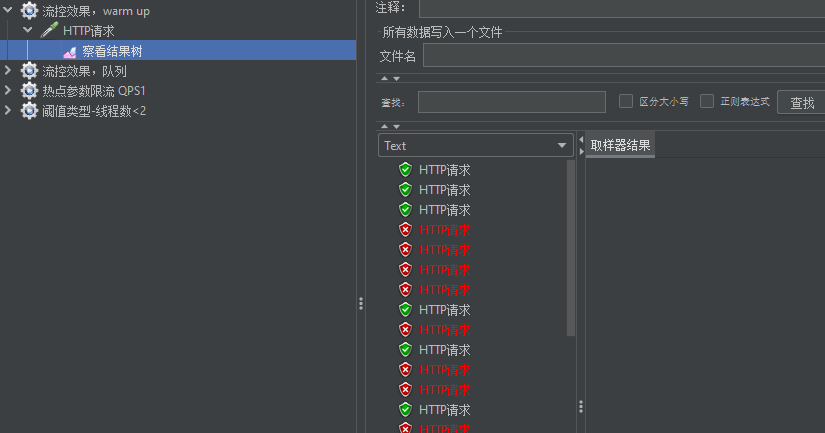 流控效果，warm up
HTTP请求
察看结果树
流控效果，队列
热点参数限流 QPS1
阈值类型-线程数<2
注释：
所有数据写入一个文件
文件名
查找：
区分大小写
正则表达式
查找
Text
取样器结果
HTTP请求
HTTP请求
HTTP请求
HTTP请求
HTTP请求
HTTP请求
HTTP请求
HTTP请求
HTTP请求
HTTP请求
HTTP请求
HTTP请求
HTTP请求
HTTP请求